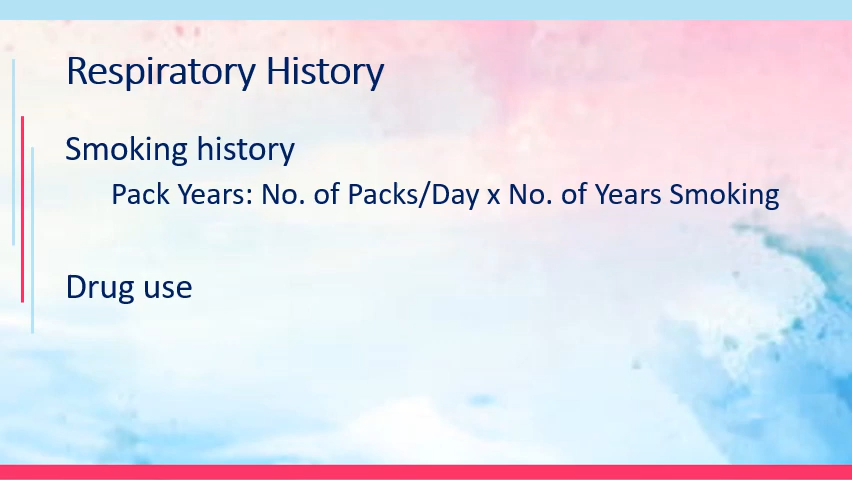 Respiratory History
Smoking history
Pack Years: No. of Packs/Day x No. of Years Smoking
Drug use